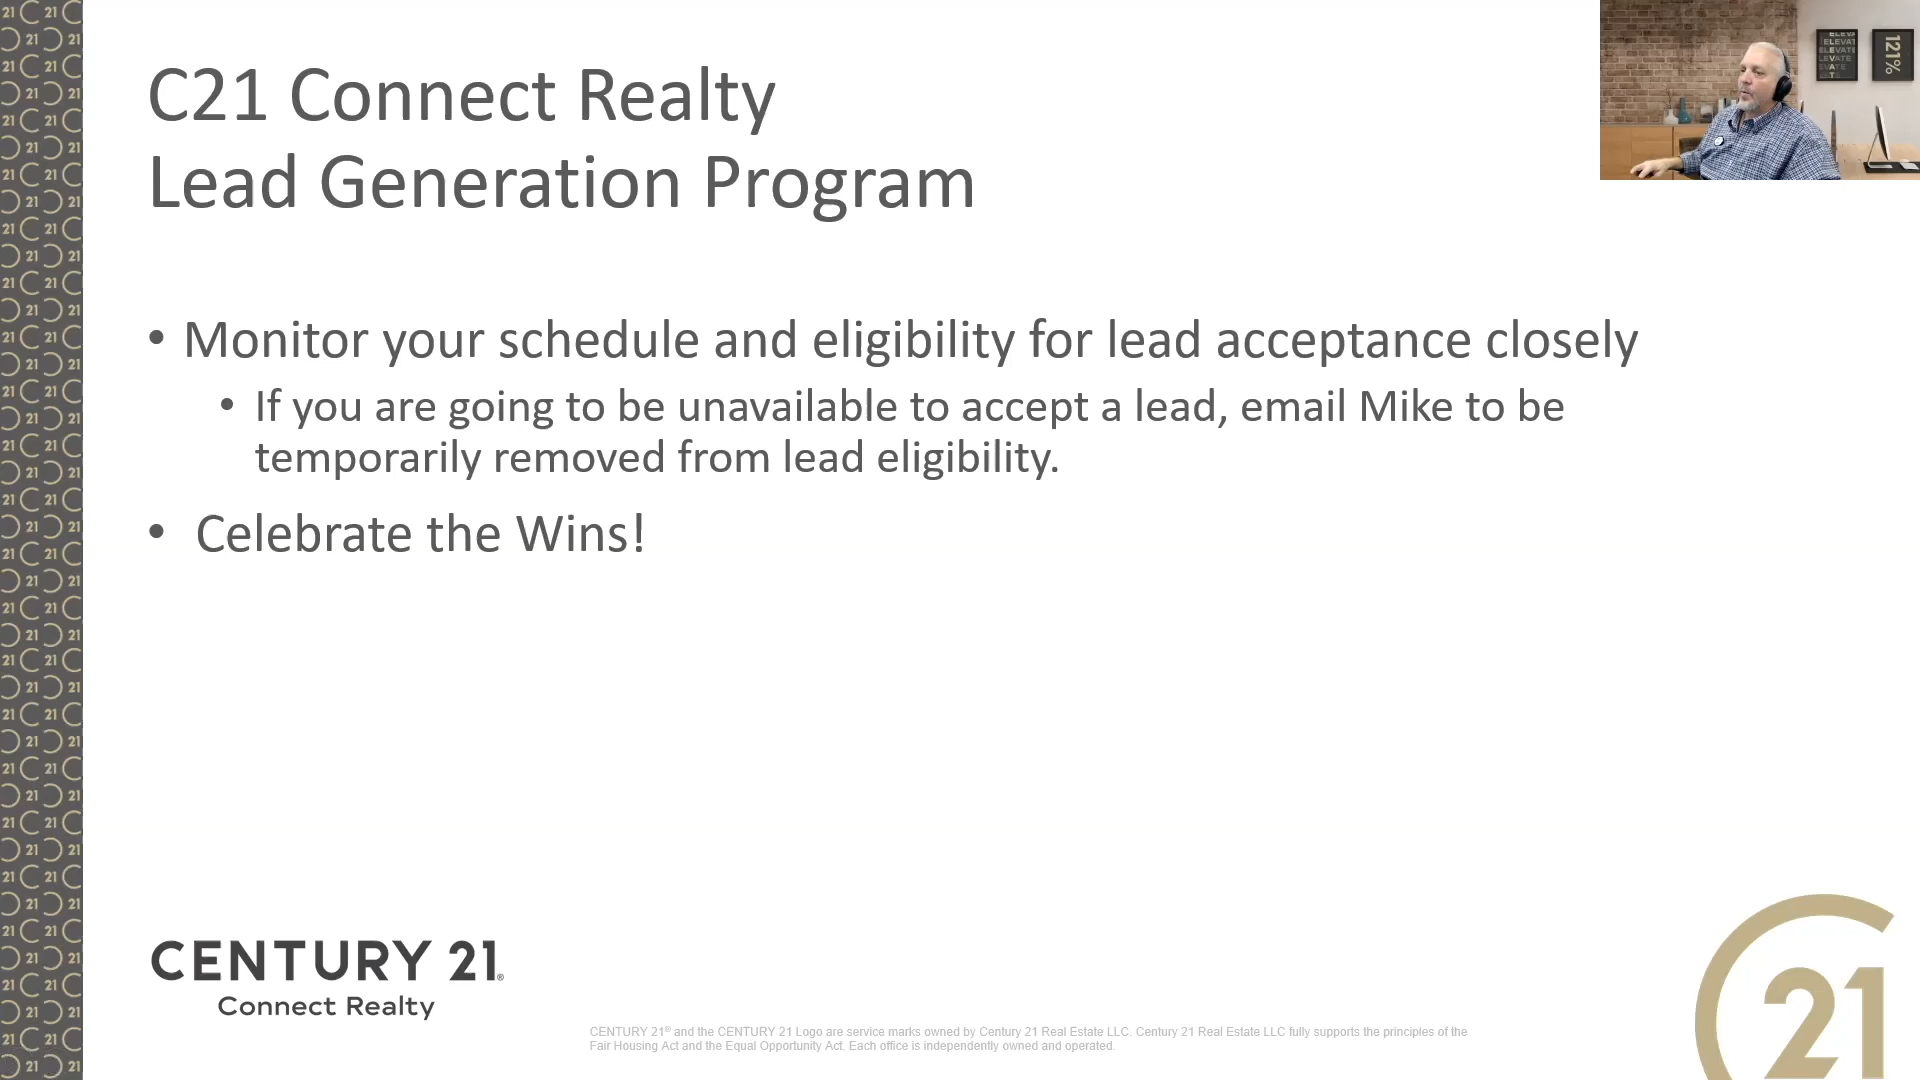 C21 Connect Realty
Lead Generation Program
• Monitor your schedule and eligibility for lead acceptance closely
• If you are going to be unavailable to accept a lead, email Mike to be
temporarily removed from lead eligibility.
• Celebrate the Wins!
CENTURY 21®
Connect Realty
CENTURY 21® and the CENTURY 21 Logo are service marks owned by Century 21 Real Estate LLC. Century 21 Real Estate LLC fully supports the principles of the
Fair Housing Act and the Equal Opportunity Act. Each office is independently owned and operated.
C21
121%
ELEVATE